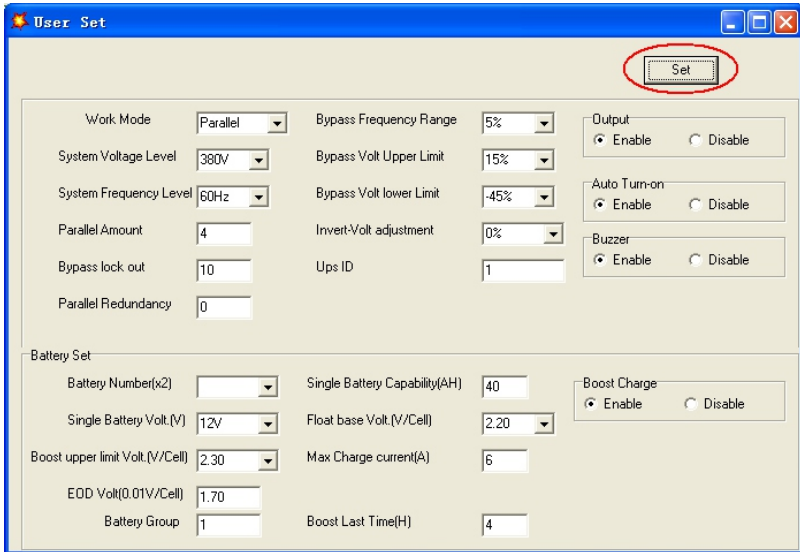 User Set
Set
Work Mode Parallel Bypass Frequency Range 5% Output
Enable Disable
System Voltage Level 380V Bypass Volt Upper Limit 15%
Auto Turn-on
System Frequency Level 60Hz Bypass Volt lower Limit -45% Enable Disable
Parallel Amount 4 Invert-Volt adjustment 0%
Buzzer
Bypass lock out 10 Ups ID 1 Enable Disable
Parallel Redundancy 0
Battery Set
Battery Number(x2) Single Battery Capability(AH) 40 Boost Charge
Enable Disable
Single Battery Volt.(V) 12V Float base Volt.(V/Cell) 2.20
Boost upper limit Volt.(V/Cell) 2.30 Max Charge current(A) 6
EOD Volt(0.01V/Cell) 1.70
Battery Group 1 Boost Last Time(H) 4